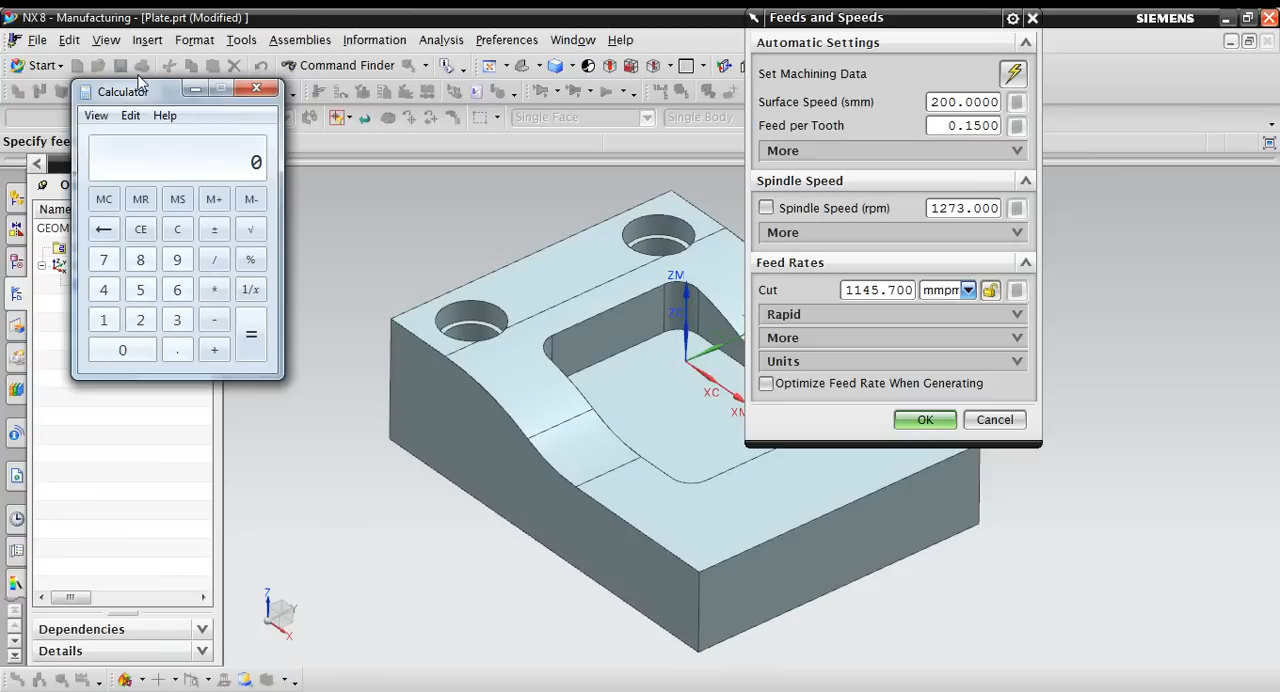 NX 8 - Manufacturing - [Plate.prt (Modified) ]
SIEMENS
File Edit View Insert Format Tools Assemblies Information Analysis Preferences Window Help
Start
Command Finder
Single Face
Single Body
Specify fee
Name
GEOM
Calculator
View Edit Help
0
MC MR MS M+ M-
← CE C ± √
7 8 9 / %
4 5 6 * 1/x
1 2 3 - =
0 . +
Dependencies
Details
Feeds and Speeds
Automatic Settings
Set Machining Data
Surface Speed (smm) 200.0000
Feed per Tooth 0.1500
More
Spindle Speed
Spindle Speed (rpm) 1273.000
More
Feed Rates
Cut 1145.700 mmpm
Rapid
More
Units
Optimize Feed Rate When Generating
OK Cancel
ZM
XC
XM
Z
Y
X